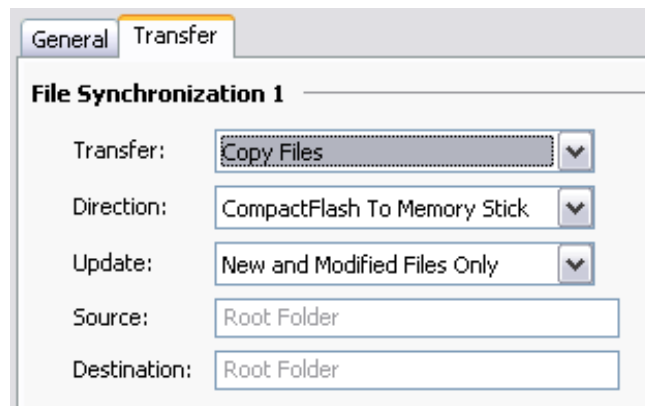 General Transfer
File Synchronization 1
Transfer: Copy Files
Direction: CompactFlash To Memory Stick
Update: New and Modified Files Only
Source: Root Folder
Destination: Root Folder